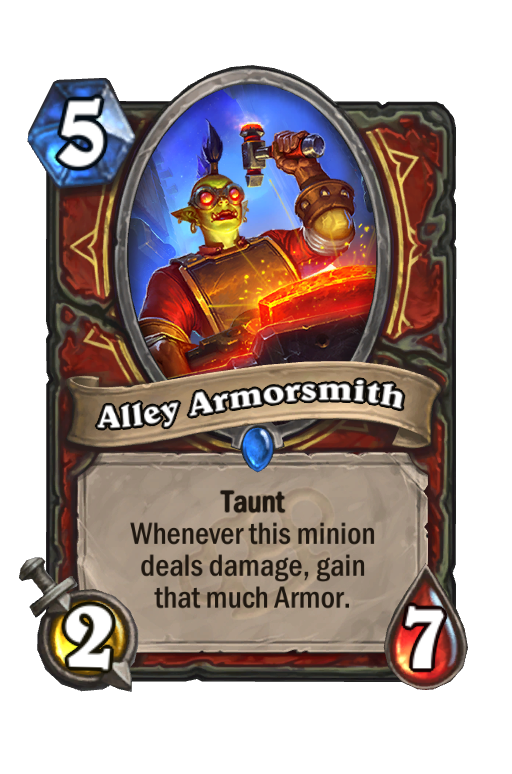 5
Alley Armorsmith
Taunt
Whenever this minion
deals damage, gain
that much Armor.
2
7